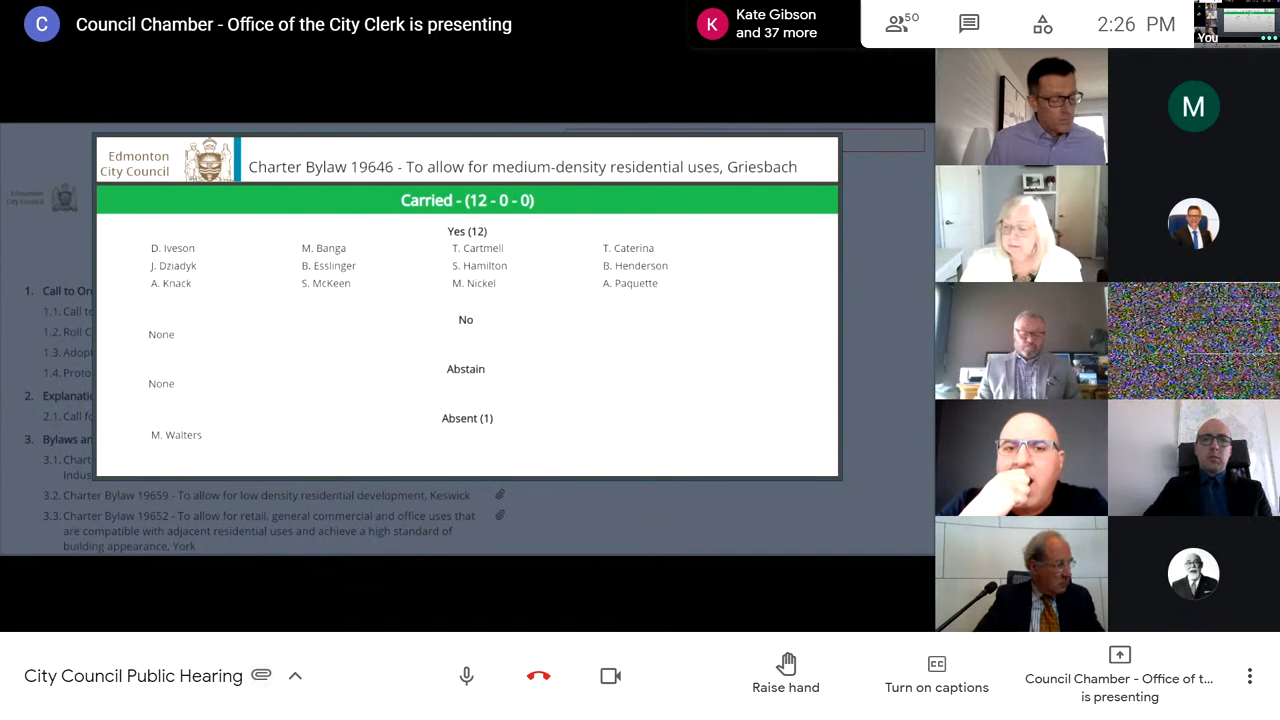 C Council Chamber - Office of the City Clerk is presenting
K Kate Gibson
and 37 more
50
2:26 PM
You
M
Edmonton
City Council
Charter Bylaw 19646 - To allow for medium-density residential uses, Griesbach
Carried - (12 - 0 - 0)
Yes (12)
D. Iveson M. Banga T. Cartmell T. Caterina
J. Dziadyk B. Esslinger S. Hamilton B. Henderson
A. Knack S. McKeen M. Nickel A. Paquette
No
None
Abstain
None
Absent (1)
M. Walters
Edmonton
City Council
1. Call to Or
1.1. Call to
1.2. Roll C
1.3. Adopt
1.4. Proto
2. Explanati
2.1. Call fo
3. Bylaws an
3.1. Chart
Indus
3.2. Charter Bylaw 19659 - To allow for low density residential development, Keswick
3.3. Charter Bylaw 19652 - To allow for retail, general commercial and office uses that
are compatible with adjacent residential uses and achieve a high standard of
building appearance, York
City Council Public Hearing
Raise hand
CC
Turn on captions
Council Chamber - Office of t...
is presenting